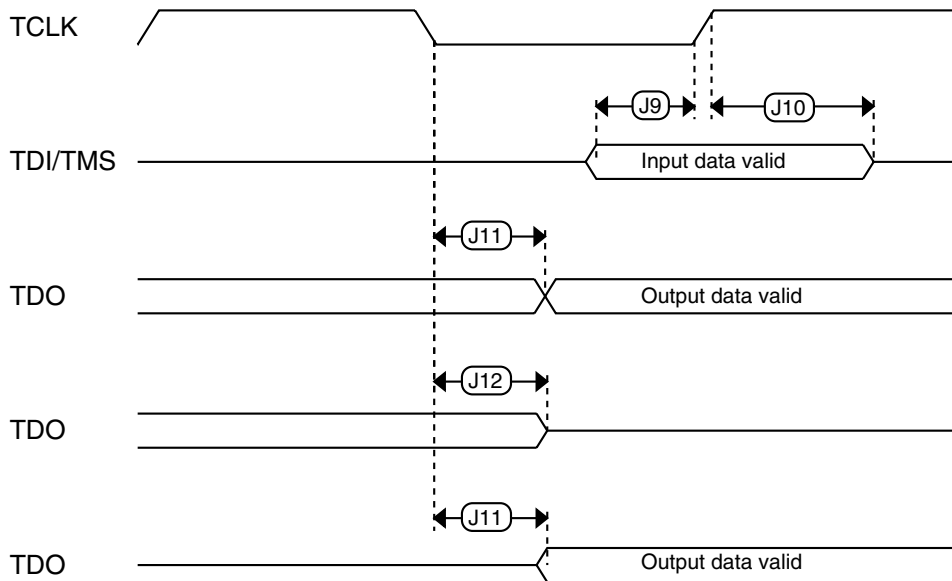 TCLK
J9
J10
TDI/TMS
Input data valid
J11
TDO
Output data valid
J12
TDO
J11
TDO
Output data valid